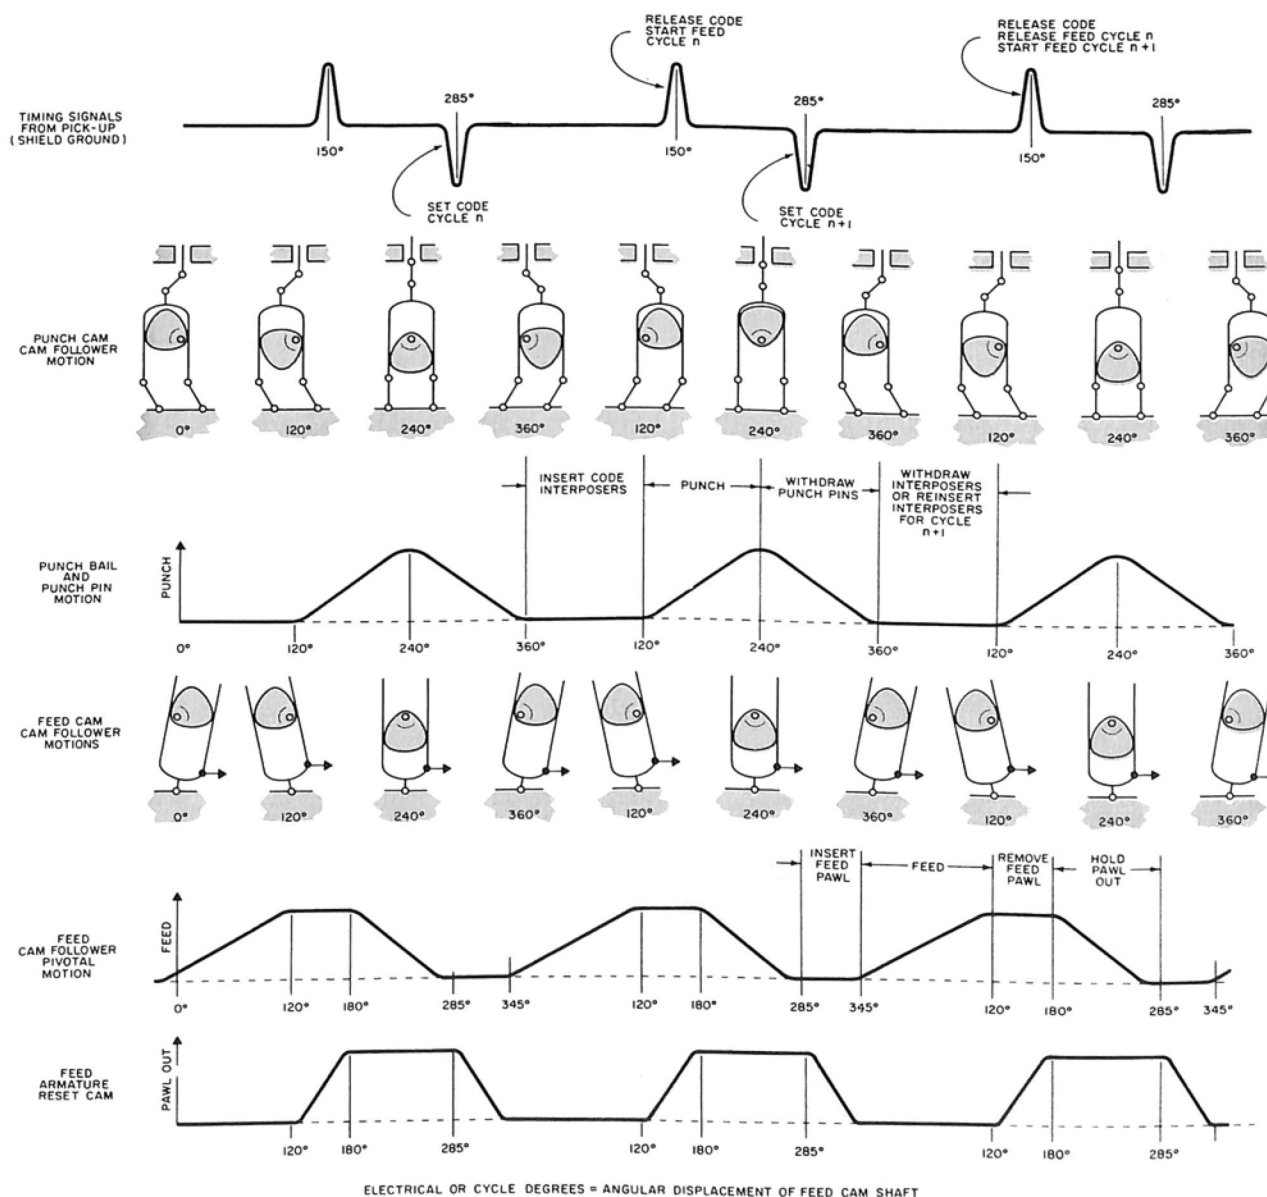 RELEASE CODE
START FEED
CYCLE n
RELEASE CODE
RELEASE FEED CYCLE n
START FEED CYCLE n+1
285°
285°
TIMING SIGNALS
FROM PICK-UP
(SHIELD GROUND)
150°
150°
150°
SET CODE
CYCLE n
SET CODE
CYCLE n+1
PUNCH CAM
CAM FOLLOWER
MOTION
0°
120°
240°
360°
120°
240°
360°
120°
240°
360°
INSERT CODE
INTERPOSERS
PUNCH
WITHDRAW
PUNCH PINS
WITHDRAW
INTERPOSERS
OR REINSERT
INTERPOSERS
FOR CYCLE
n+1
PUNCH BAIL
AND
PUNCH PIN
MOTION
PUNCH
0°
120°
240°
360°
120°
240°
360°
120°
240°
360°
FEED CAM
CAM FOLLOWER
MOTIONS
0°
120°
240°
360°
120°
240°
360°
120°
240°
360°
INSERT
FEED
PAWL
FEED
REMOVE
FEED
PAWL
HOLD
PAWL
OUT
FEED
CAM FOLLOWER
PIVOTAL
MOTION
FEED
0°
120°
180°
285°
345°
120°
180°
285°
345°
120°
180°
285°
345°
FEED
ARMATURE
RESET CAM
PAWL OUT
120°
180°
285°
120°
180°
285°
120°
180°
285°
ELECTRICAL OR CYCLE DEGREES = ANGULAR DISPLACEMENT OF FEED CAM SHAFT